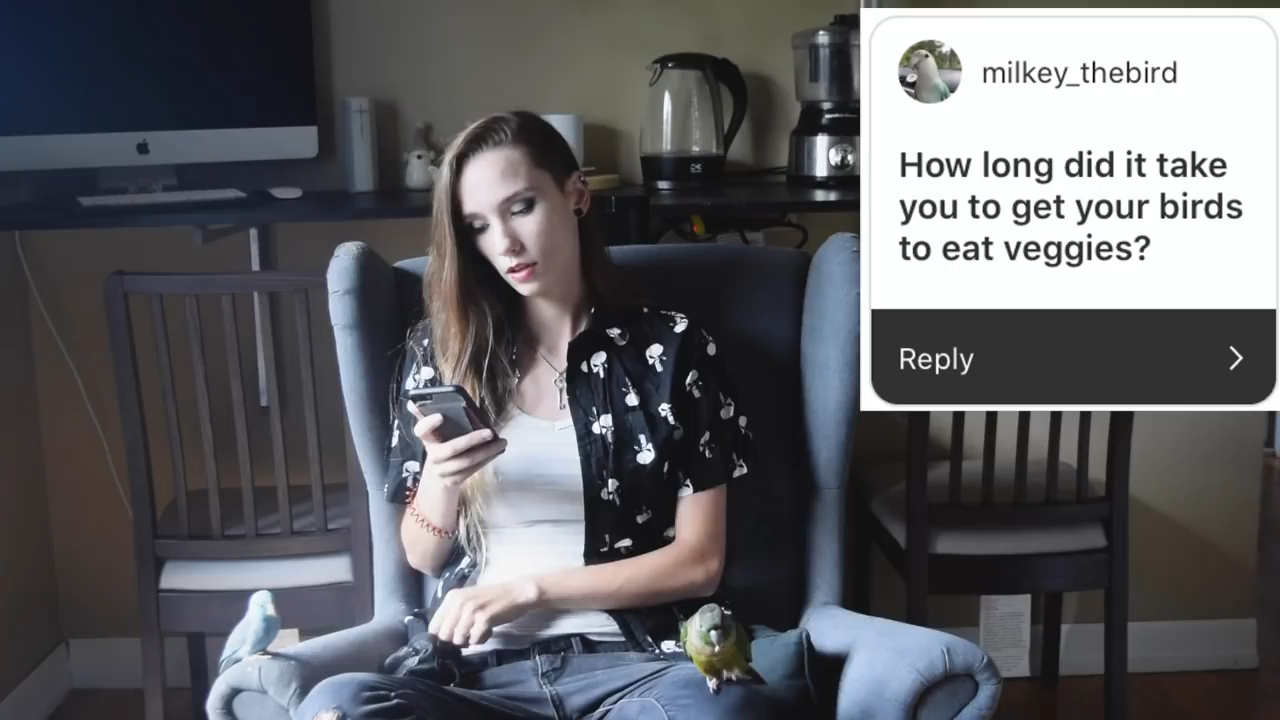 milkey_thebird
How long did it take
you to get your birds
to eat veggies?
Reply